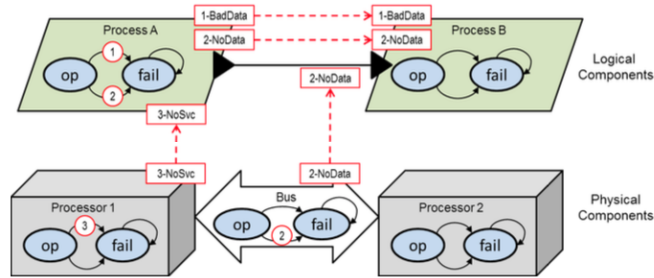 Process A
1-BadData
1-BadData
Process B
2-NoData
2-NoData
1
op
fail
2
op
fail
Logical
Components
2-NoData
3-NoSvc
3-NoSvc
2-NoData
Processor 1
3
op
fail
Bus
op
fail
2
Processor 2
op
fail
Physical
Components